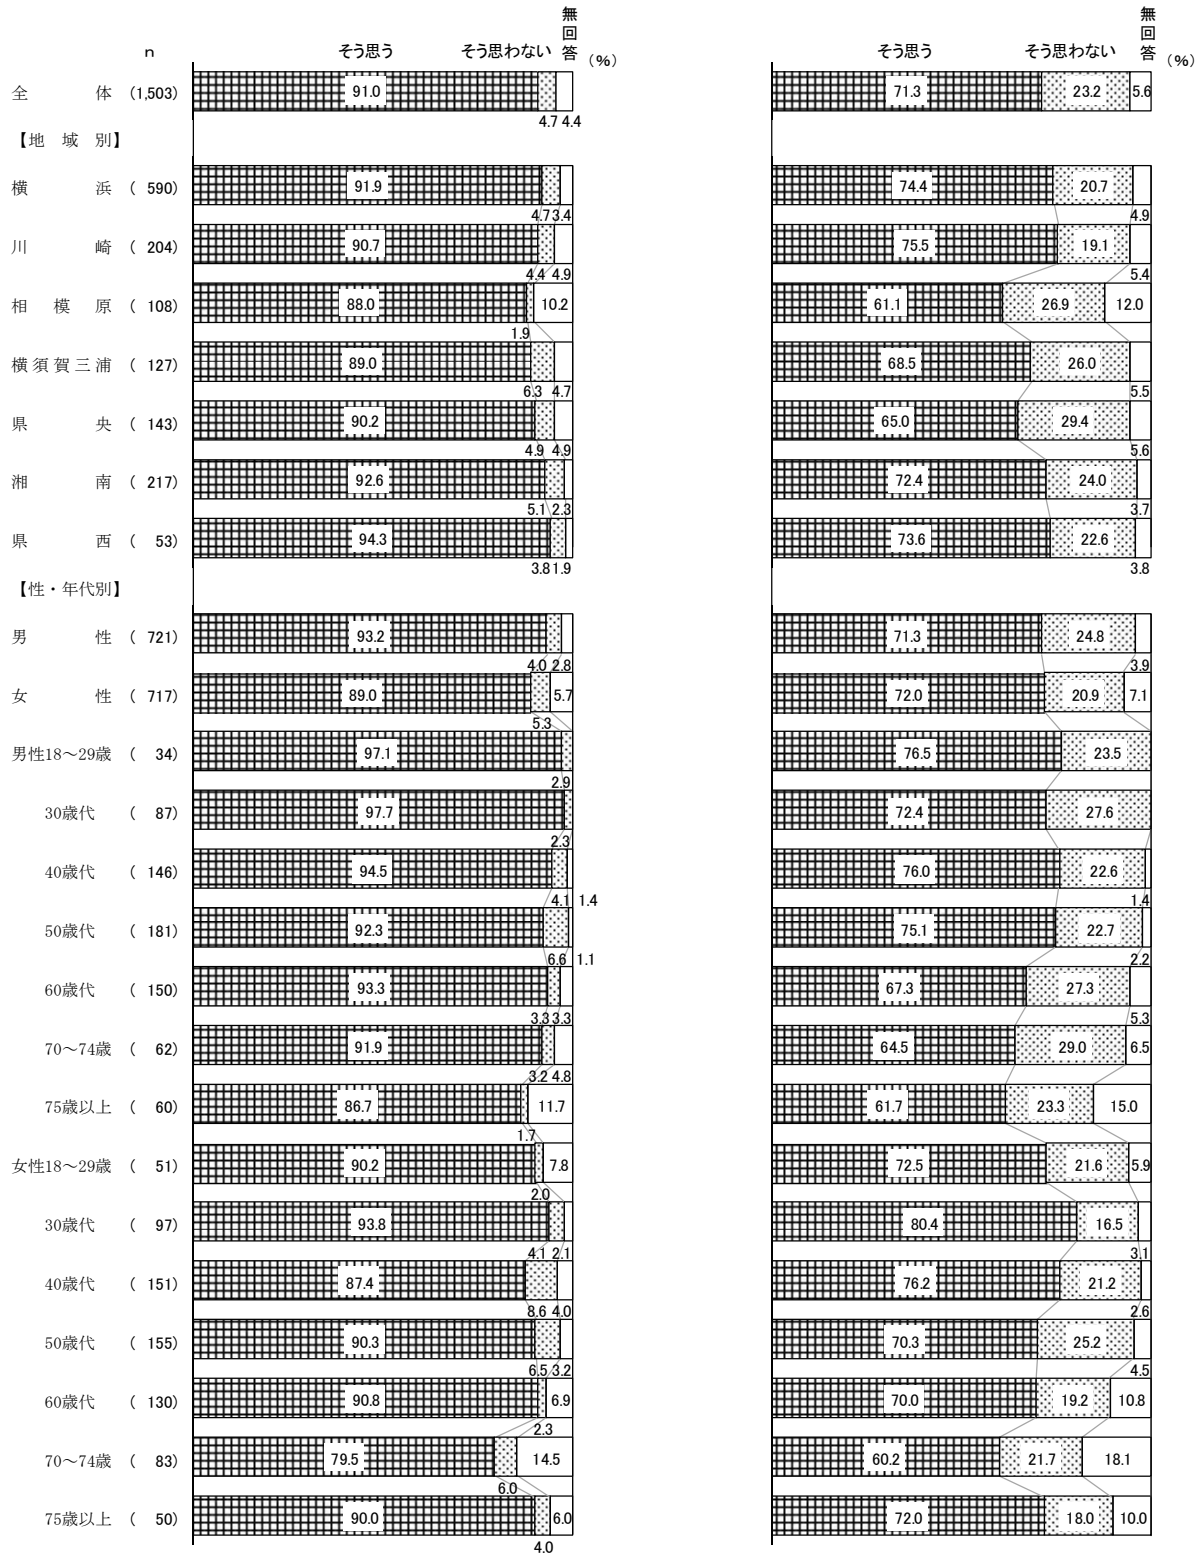 無 無
回 回
n そう思う そう思わない 答 (%) そう思う そう思わない 答 (%)
全体 (1,503) 91.0 71.3 23.2 5.6
4.7 4.4
【地域別】
横浜 (590) 91.9 74.4 20.7
4.7 3.4 4.9
川崎 (204) 90.7 75.5 19.1
4.4 4.9 5.4
相模原 (108) 88.0 10.2 61.1 26.9 12.0
1.9
横須賀三浦 (127) 89.0 68.5 26.0
6.3 4.7 5.5
県央 (143) 90.2 65.0 29.4
4.9 4.9 5.6
湘南 (217) 92.6 72.4 24.0
5.1 2.3 3.7
県西 (53) 94.3 73.6 22.6
3.8 1.9 3.8
【性・年代別】
男性 (721) 93.2 71.3 24.8
4.0 2.8 3.9
女性 (717) 89.0 5.7 72.0 20.9 7.1
5.3
男性18～29歳 (34) 97.1 76.5 23.5
2.9
30歳代 (87) 97.7 72.4 27.6
2.3
40歳代 (146) 94.5 76.0 22.6
4.1 1.4 1.4
50歳代 (181) 92.3 75.1 22.7
6.6 1.1 2.2
60歳代 (150) 93.3 67.3 27.3
3.3 3.3 5.3
70～74歳 (62) 91.9 64.5 29.0 6.5
3.2 4.8
75歳以上 (60) 86.7 11.7 61.7 23.3 15.0
1.7
女性18～29歳 (51) 90.2 7.8 72.5 21.6 5.9
2.0
30歳代 (97) 93.8 80.4 16.5
4.1 2.1 3.1
40歳代 (151) 87.4 76.2 21.2
8.6 4.0 2.6
50歳代 (155) 90.3 70.3 25.2
6.5 3.2 4.5
60歳代 (130) 90.8 6.9 70.0 19.2 10.8
2.3
70～74歳 (83) 79.5 14.5 60.2 21.7 18.1
6.0
75歳以上 (50) 90.0 6.0 72.0 18.0 10.0
4.0